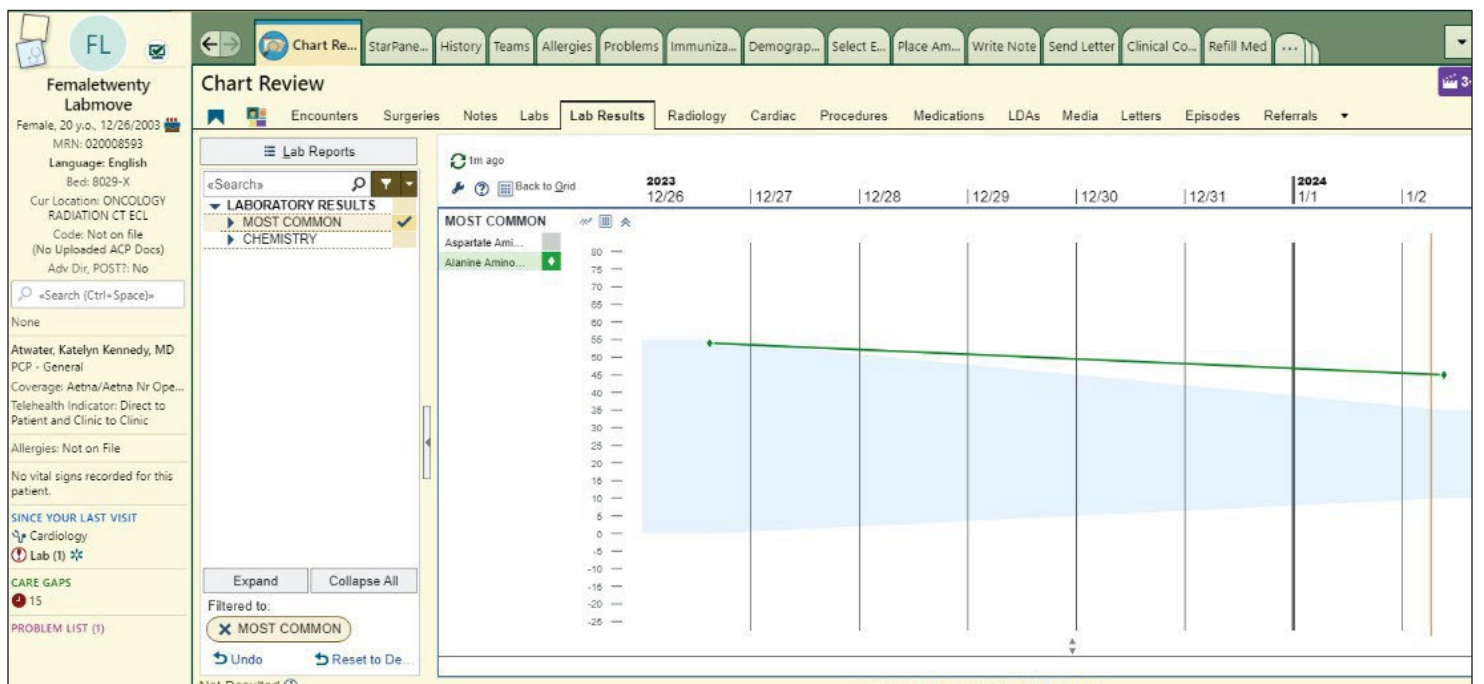 FL
Femaletwenty
Labmove
Female, 20 y.o., 12/26/2003
MRN: 020008593
Language: English
Bed: 8029-X
Cur Location: ONCOLOGY
RADIATION CT ECL
Code: Not on file
(No Uploaded ACP Docs)
Adv Dir, POST?: No
«Search (Ctrl+Space)»
None
Atwater, Katelyn Kennedy, MD
PCP - General
Coverage: Aetna/Aetna Nr Ope...
Telehealth Indicator: Direct to
Patient and Clinic to Clinic
Allergies: Not on File
No vital signs recorded for this
patient.
SINCE YOUR LAST VISIT
Cardiology
Lab (1)
CARE GAPS
15
PROBLEM LIST (1)
Chart Re... StarPane... History Teams Allergies Problems Immuniza... Demograp... Select E... Place Am... Write Note Send Letter Clinical Co... Refill Med ...
Chart Review
Encounters Surgeries Notes Labs Lab Results Radiology Cardiac Procedures Medications LDAs Media Letters Episodes Referrals
Lab Reports
«Search»
LABORATORY RESULTS
MOST COMMON
CHEMISTRY
Expand Collapse All
Filtered to:
MOST COMMON
Undo Reset to De...
1m ago
Back to Grid
2023 2024
12/26 12/27 12/28 12/29 12/30 12/31 1/1 1/2
MOST COMMON
Aspartate Ami...
Alanine Amino...
80
75
70
65
60
55
50
45
40
35
30
25
20
15
10
5
0
-5
-10
-15
-20
-25